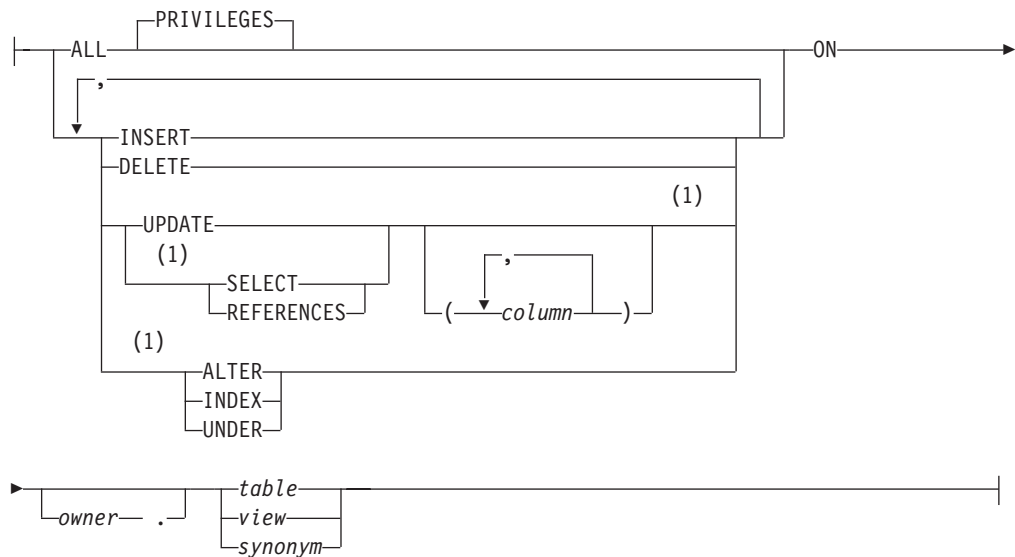 PRIVILEGES
ALL ON
,
INSERT
DELETE
(1)
UPDATE
(1) ,
SELECT
REFERENCES ( column )
(1)
ALTER
INDEX
UNDER
table
owner . view
synonym